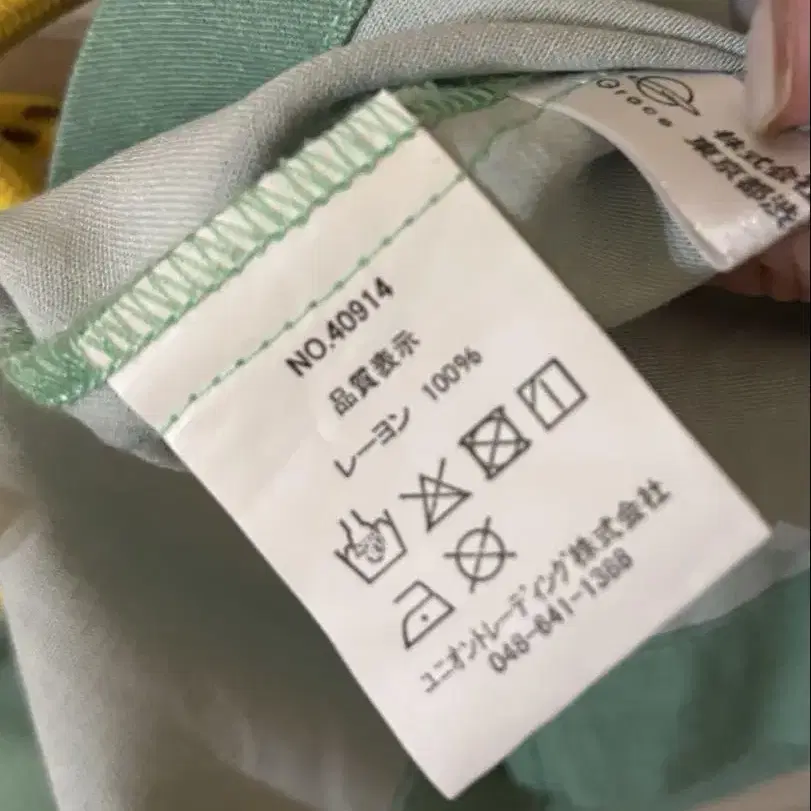 Grace
株式会社
東京都渋
NO.40914
品質表示
レーヨン 100%
ユニオントレーディング株式会社
048-641-1368